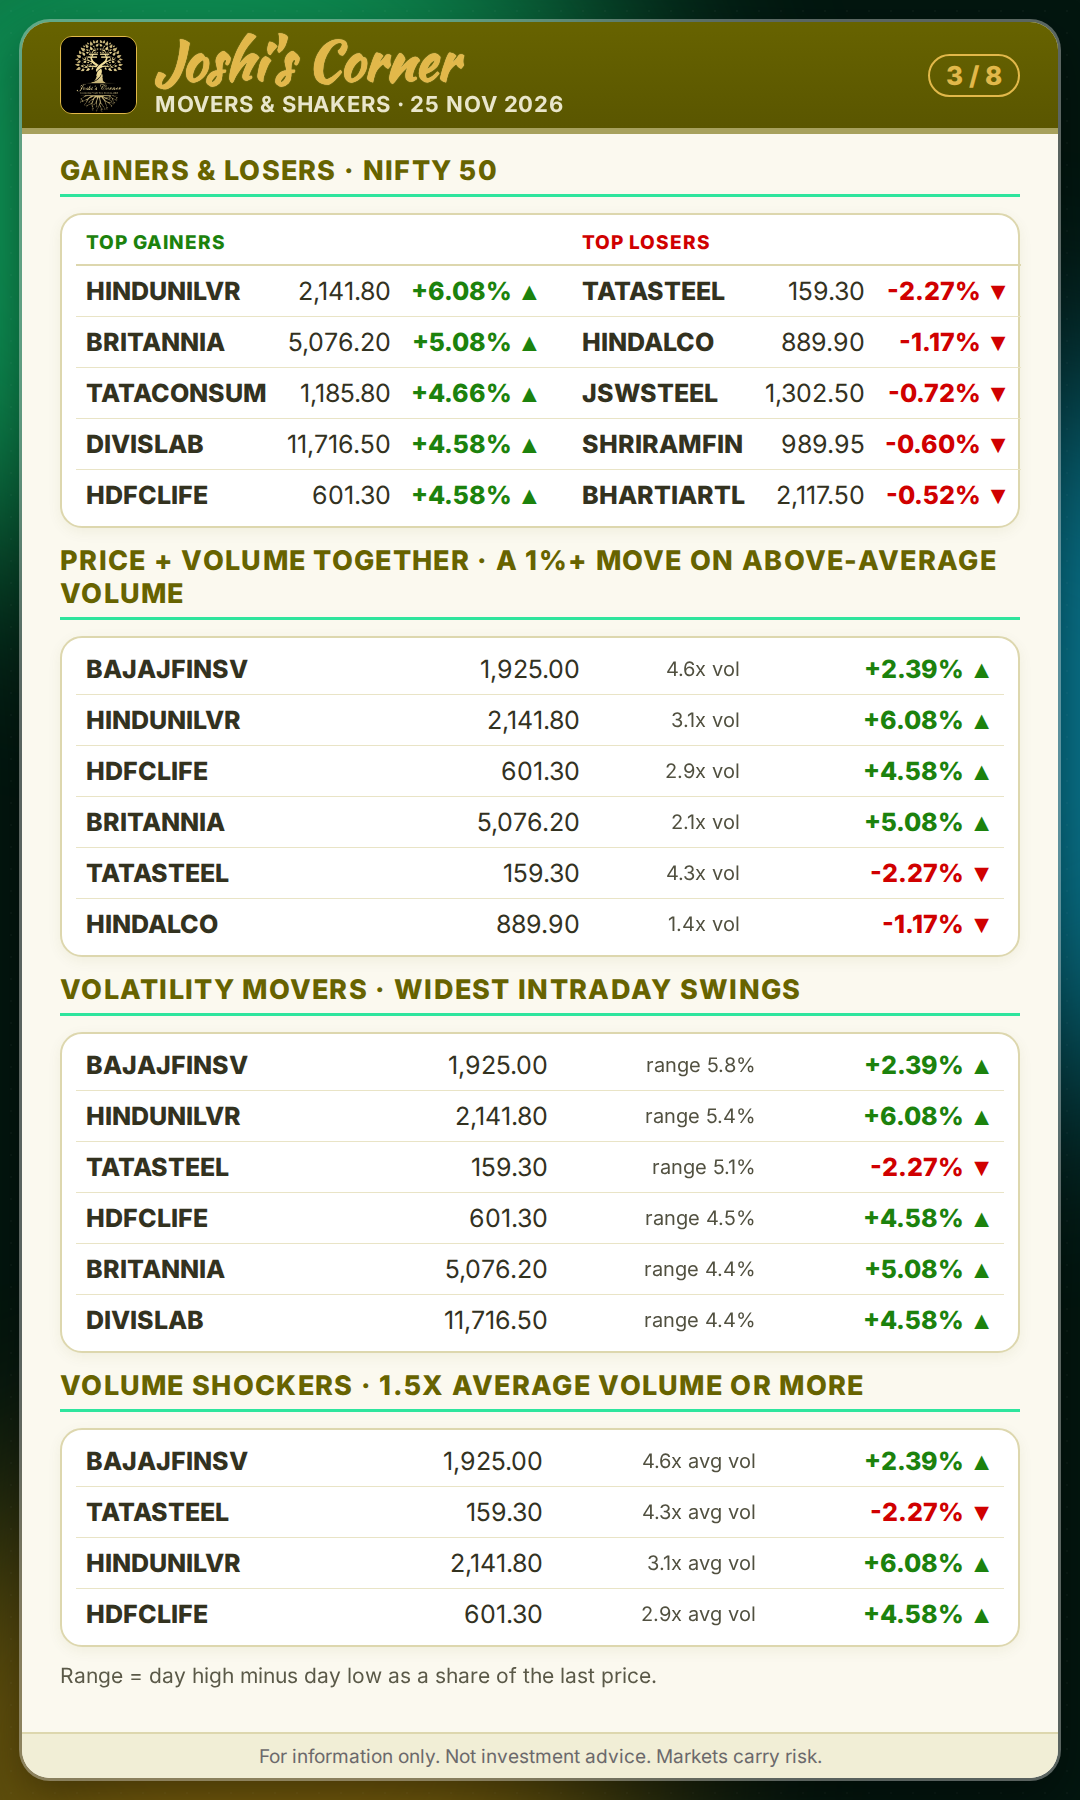 Joshi's Corner
Joshi's Corner
MOVERS & SHAKERS · 25 NOV 2026
3 / 8
GAINERS & LOSERS · NIFTY 50
TOP GAINERS TOP LOSERS
HINDUNILVR 2,141.80 +6.08% ▲ TATASTEEL 159.30 -2.27% ▼
BRITANNIA 5,076.20 +5.08% ▲ HINDALCO 889.90 -1.17% ▼
TATACONSUM 1,185.80 +4.66% ▲ JSWSTEEL 1,302.50 -0.72% ▼
DIVISLAB 11,716.50 +4.58% ▲ SHRIRAMFIN 989.95 -0.60% ▼
HDFCLIFE 601.30 +4.58% ▲ BHARTIARTL 2,117.50 -0.52% ▼
PRICE + VOLUME TOGETHER · A 1%+ MOVE ON ABOVE-AVERAGE
VOLUME
BAJAJFINSV 1,925.00 4.6x vol +2.39% ▲
HINDUNILVR 2,141.80 3.1x vol +6.08% ▲
HDFCLIFE 601.30 2.9x vol +4.58% ▲
BRITANNIA 5,076.20 2.1x vol +5.08% ▲
TATASTEEL 159.30 4.3x vol -2.27% ▼
HINDALCO 889.90 1.4x vol -1.17% ▼
VOLATILITY MOVERS · WIDEST INTRADAY SWINGS
BAJAJFINSV 1,925.00 range 5.8% +2.39% ▲
HINDUNILVR 2,141.80 range 5.4% +6.08% ▲
TATASTEEL 159.30 range 5.1% -2.27% ▼
HDFCLIFE 601.30 range 4.5% +4.58% ▲
BRITANNIA 5,076.20 range 4.4% +5.08% ▲
DIVISLAB 11,716.50 range 4.4% +4.58% ▲
VOLUME SHOCKERS · 1.5X AVERAGE VOLUME OR MORE
BAJAJFINSV 1,925.00 4.6x avg vol +2.39% ▲
TATASTEEL 159.30 4.3x avg vol -2.27% ▼
HINDUNILVR 2,141.80 3.1x avg vol +6.08% ▲
HDFCLIFE 601.30 2.9x avg vol +4.58% ▲
Range = day high minus day low as a share of the last price.
For information only. Not investment advice. Markets carry risk.